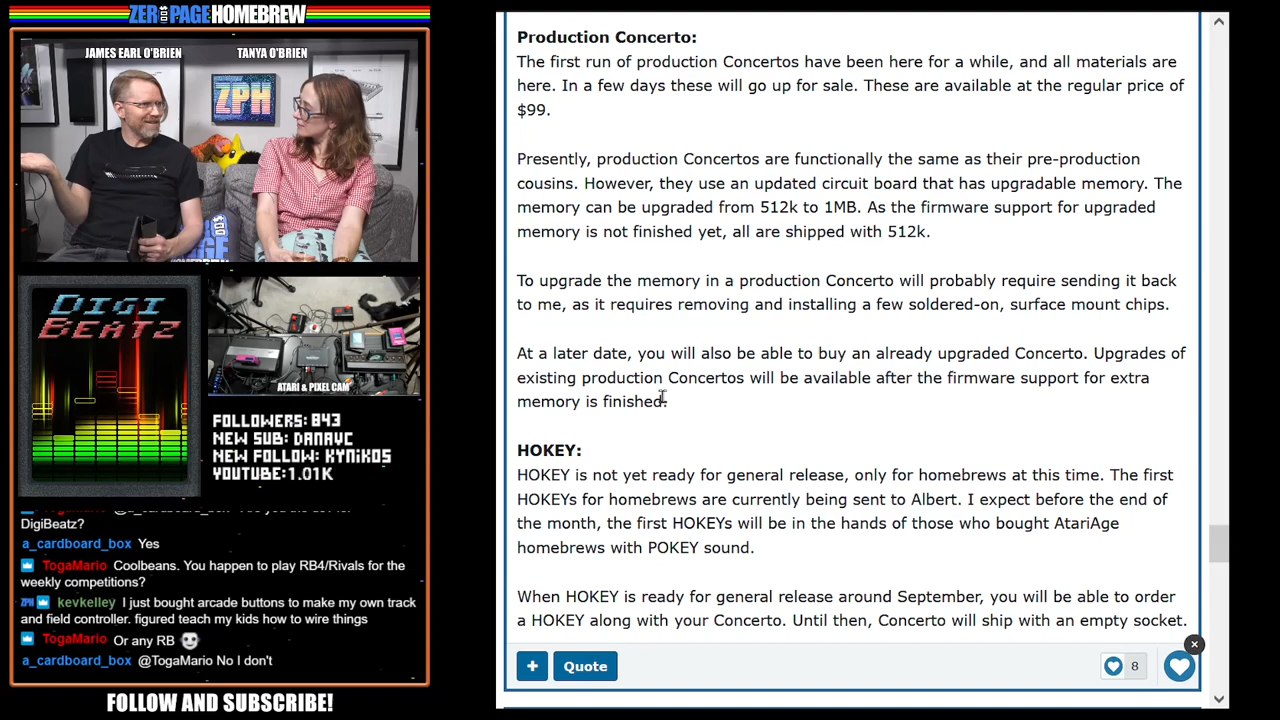 ZEROPAGE HOMEBREW
JAMES EARL O'BRIEN
TANYA O'BRIEN
ZPH
PAGE
DIGI
BEATZ
ATARI & PIXEL CAM
FOLLOWERS: 843
NEW SUB: DANAYC
NEW FOLLOW: KYNIKOS
YOUTUBE:1.01K
DigiBeatz?
a_cardboard_box Yes
TogaMario Coolbeans. You happen to play RB4/Rivals for the
weekly competitions?
ZPH kevkelley I just bought arcade buttons to make my own track
and field controller. figured teach my kids how to wire things
TogaMario Or any RB
a_cardboard_box @TogaMario No I don't
FOLLOW AND SUBSCRIBE!
Production Concerto:
The first run of production Concertos have been here for a while, and all materials are
here. In a few days these will go up for sale. These are available at the regular price of
$99.
Presently, production Concertos are functionally the same as their pre-production
cousins. However, they use an updated circuit board that has upgradable memory. The
memory can be upgraded from 512k to 1MB. As the firmware support for upgraded
memory is not finished yet, all are shipped with 512k.
To upgrade the memory in a production Concerto will probably require sending it back
to me, as it requires removing and installing a few soldered-on, surface mount chips.
At a later date, you will also be able to buy an already upgraded Concerto. Upgrades of
existing production Concertos will be available after the firmware support for extra
memory is finished.
HOKEY:
HOKEY is not yet ready for general release, only for homebrews at this time. The first
HOKEYs for homebrews are currently being sent to Albert. I expect before the end of
the month, the first HOKEYs will be in the hands of those who bought AtariAge
homebrews with POKEY sound.
When HOKEY is ready for general release around September, you will be able to order
a HOKEY along with your Concerto. Until then, Concerto will ship with an empty socket.
+ Quote
8